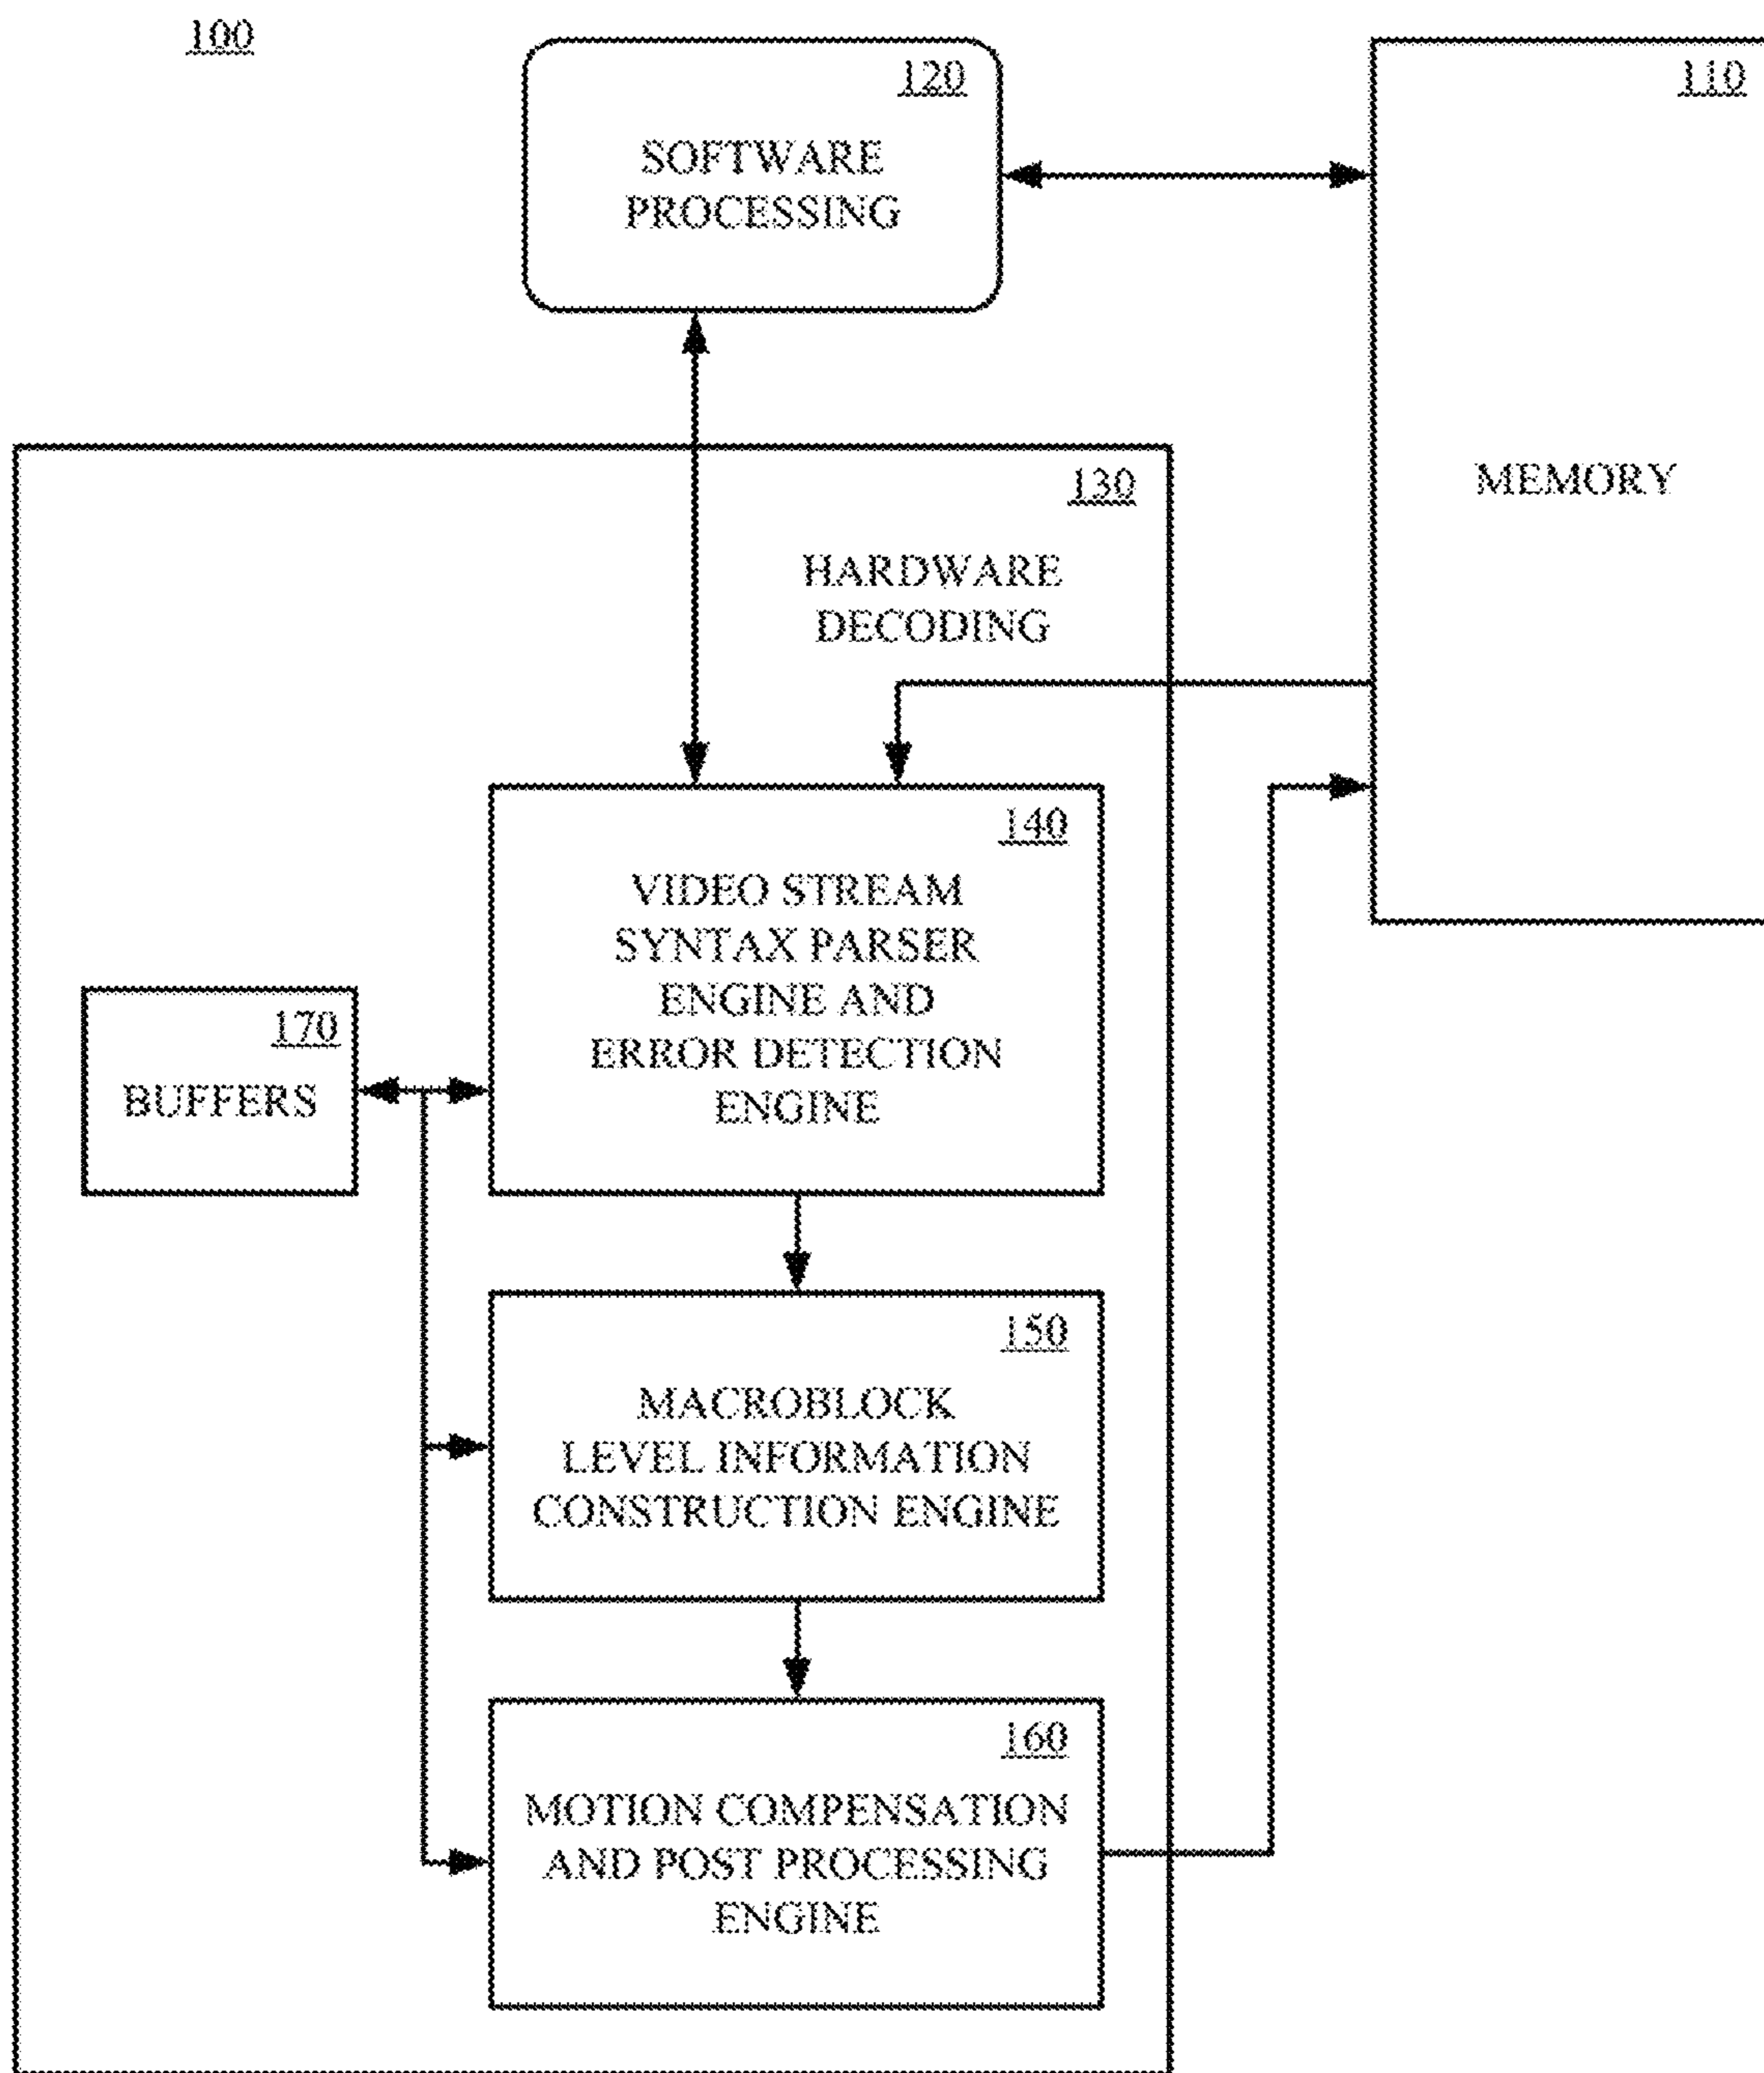 100
120
SOFTWARE
PROCESSING
110
MEMORY
130
HARDWARE
DECODING
140
VIDEO STREAM
SYNTAX PARSER
ENGINE AND
ERROR DETECTION
ENGINE
170
BUFFERS
150
MACROBLOCK
LEVEL INFORMATION
CONSTRUCTION ENGINE
160
MOTION COMPENSATION
AND POST PROCESSING
ENGINE